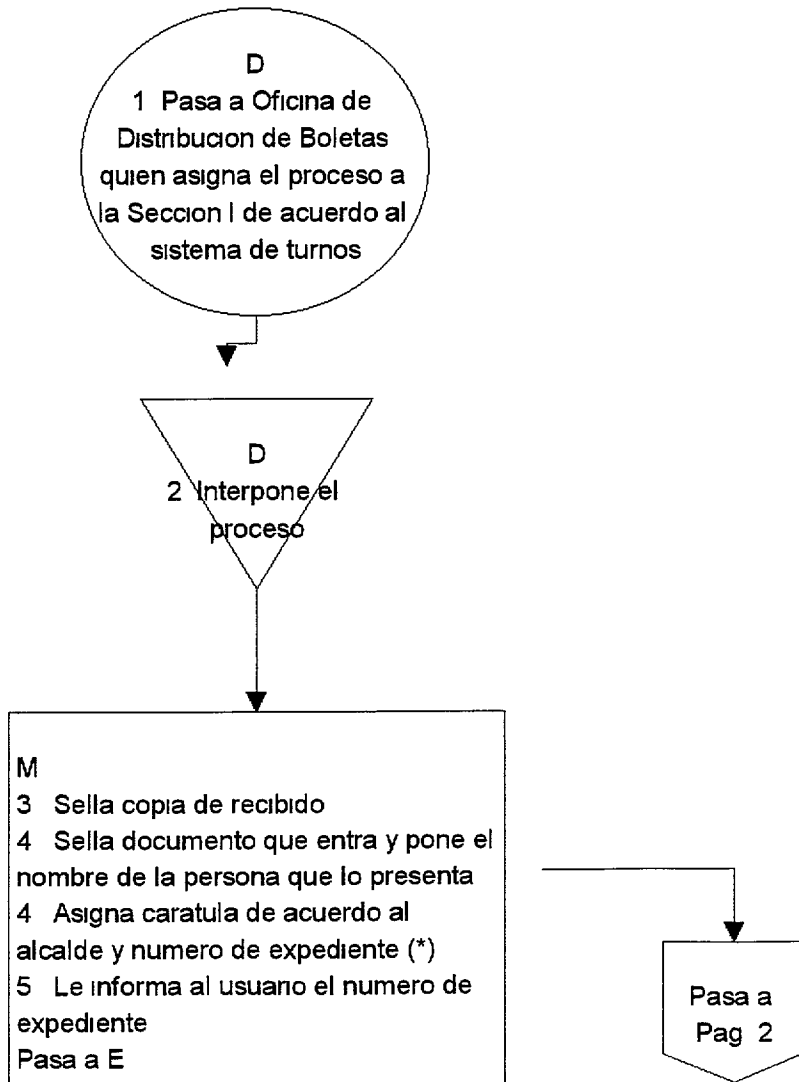 D
1 Pasa a Oficina de
Distribucion de Boletas
quien asigna el proceso a
la Seccion I de acuerdo al
sistema de turnos
D
2 Interpone el
proceso
M
3 Sella copia de recibido
4 Sella documento que entra y pone el
nombre de la persona que lo presenta
4 Asigna caratula de acuerdo al
alcalde y numero de expediente (*)
5 Le informa al usuario el numero de
expediente
Pasa a E
Pasa a
Pag 2